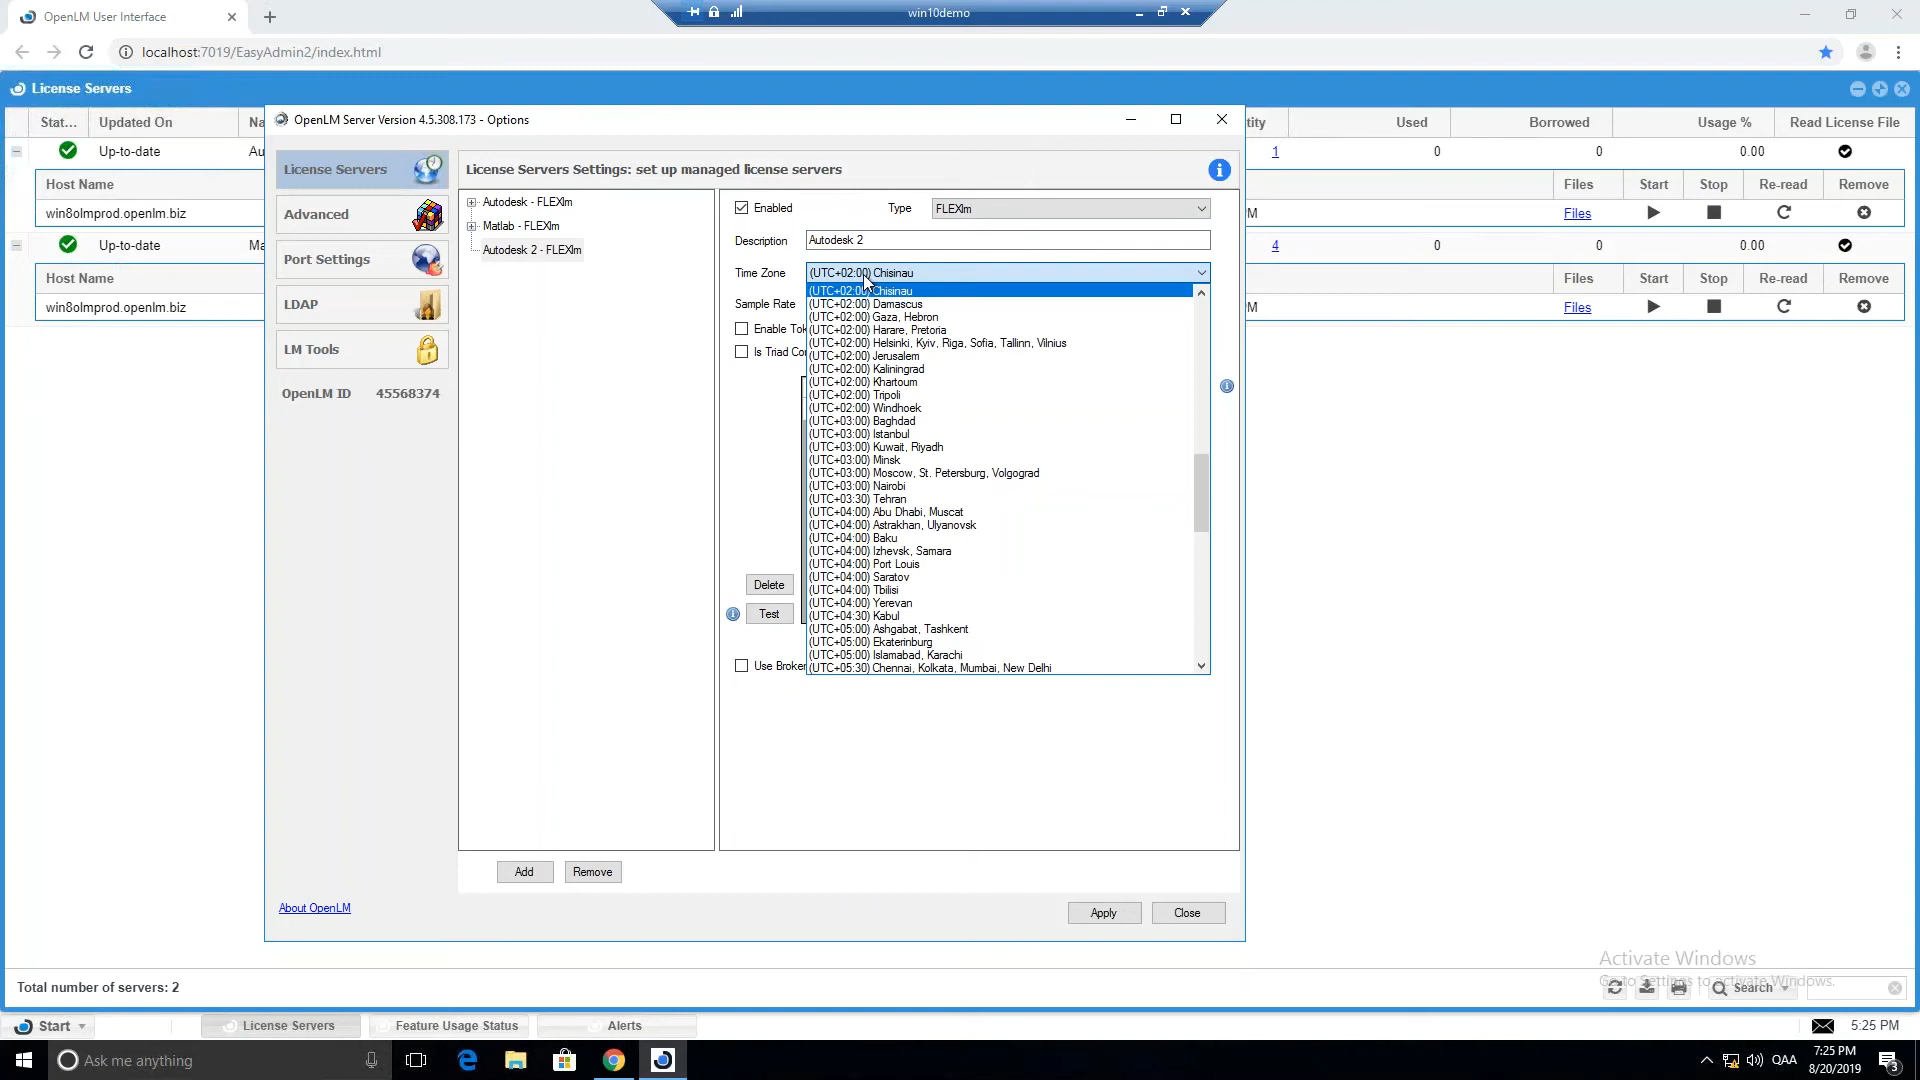 OpenLM User Interface
win10demo
localhost:7019/EasyAdmin2/index.html
License Servers
Stat... Updated On Na tity Used Borrowed Usage % Read License File
Up-to-date Au 1 0 0 0.00
Host Name Files Start Stop Re-read Remove
win8olmprod.openlm.biz M Files
Up-to-date Ma 4 0 0 0.00
Host Name Files Start Stop Re-read Remove
win8olmprod.openlm.biz M Files
OpenLM Server Version 4.5.308.173 - Options
License Servers
Advanced
Port Settings
LDAP
LM Tools
OpenLM ID 45568374
License Servers Settings: set up managed license servers
Autodesk - FLEXlm
Matlab - FLEXlm
Autodesk 2 - FLEXlm
Enabled Type FLEXlm
Description Autodesk 2
Time Zone (UTC+02:00) Chisinau
Sample Rate
Enable Tok
Is Triad Con
(UTC+02:00) Chisinau
(UTC+02:00) Damascus
(UTC+02:00) Gaza, Hebron
(UTC+02:00) Harare, Pretoria
(UTC+02:00) Helsinki, Kyiv, Riga, Sofia, Tallinn, Vilnius
(UTC+02:00) Jerusalem
(UTC+02:00) Kaliningrad
(UTC+02:00) Khartoum
(UTC+02:00) Tripoli
(UTC+02:00) Windhoek
(UTC+03:00) Baghdad
(UTC+03:00) Istanbul
(UTC+03:00) Kuwait, Riyadh
(UTC+03:00) Minsk
(UTC+03:00) Moscow, St. Petersburg, Volgograd
(UTC+03:00) Nairobi
(UTC+03:30) Tehran
(UTC+04:00) Abu Dhabi, Muscat
(UTC+04:00) Astrakhan, Ulyanovsk
(UTC+04:00) Baku
(UTC+04:00) Izhevsk, Samara
(UTC+04:00) Port Louis
(UTC+04:00) Saratov
(UTC+04:00) Tbilisi
(UTC+04:00) Yerevan
(UTC+04:30) Kabul
(UTC+05:00) Ashgabat, Tashkent
(UTC+05:00) Ekaterinburg
(UTC+05:00) Islamabad, Karachi
(UTC+05:30) Chennai, Kolkata, Mumbai, New Delhi
Delete
Test
Use Broker
Add Remove
About OpenLM
Apply Close
Activate Windows
Go to Settings to activate Windows.
Total number of servers: 2
Search
Start License Servers Feature Usage Status Alerts 5:25 PM
Ask me anything
QAA
7:25 PM
8/20/2019
3